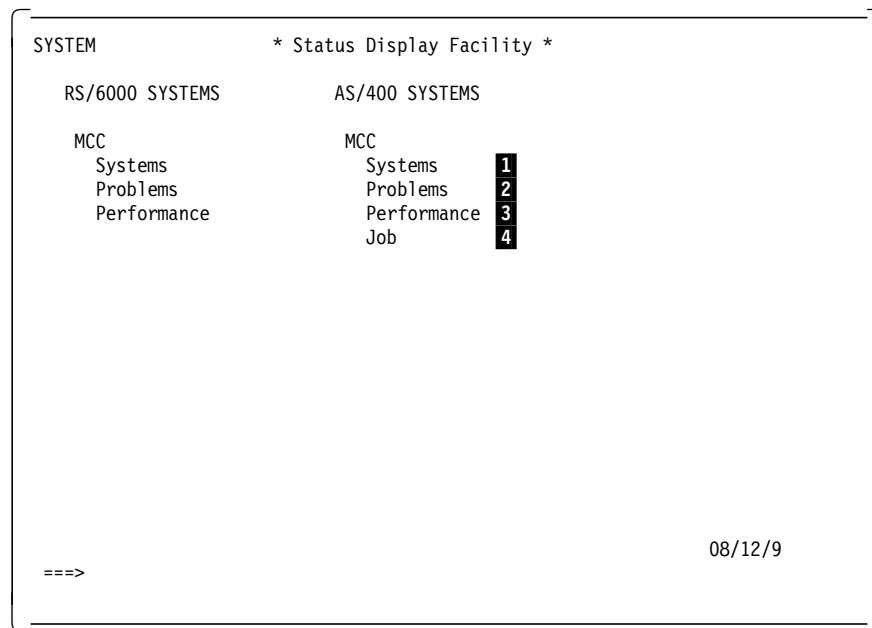 SYSTEM * Status Display Facility *
RS/6000 SYSTEMS AS/400 SYSTEMS
MCC MCC
Systems Systems 1
Problems Problems 2
Performance Performance 3
Job 4
08/12/9
===>